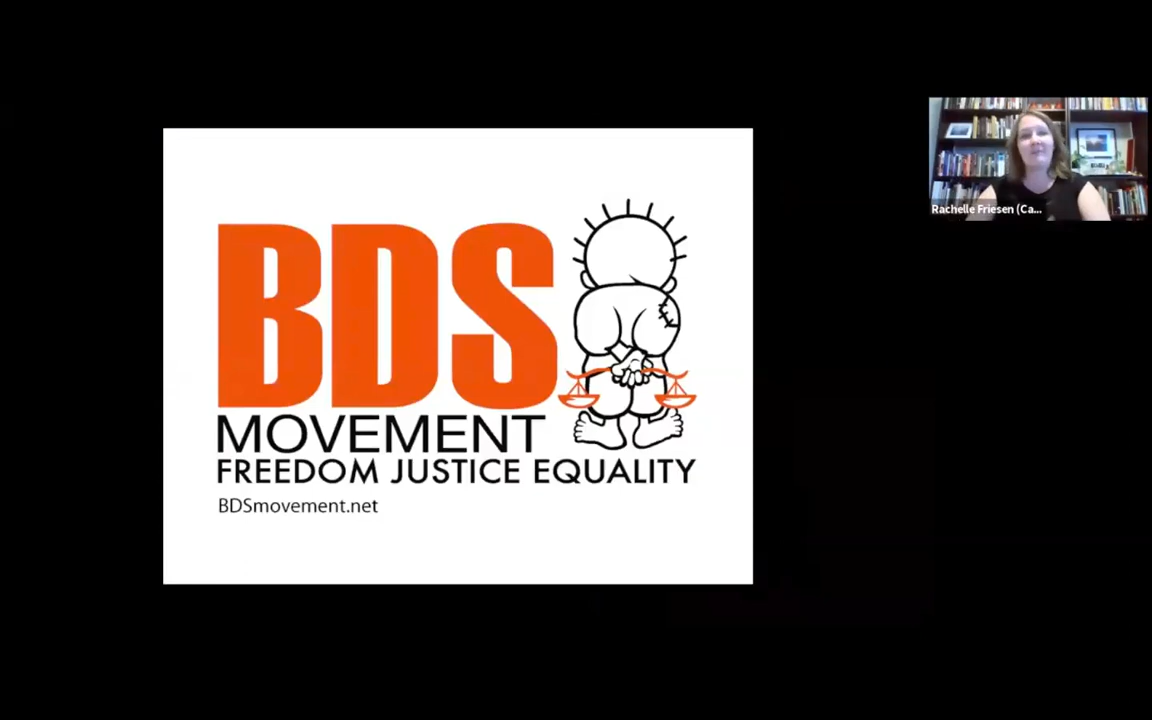 BDS
MOVEMENT
FREEDOM JUSTICE EQUALITY
BDSmovement.net
Rachelle Friesen (Ca...